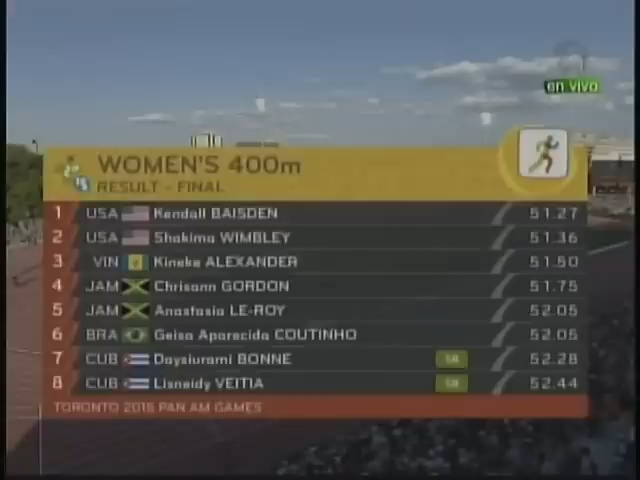 en vivo
WOMEN'S 400m
RESULT - FINAL
1 USA Kendall BAISDEN 51.27
2 USA Shakima WIMBLEY 51.36
3 VIN Kineke ALEXANDER 51.50
4 JAM Chrisann GORDON 51.75
5 JAM Anastasia LE-ROY 52.05
6 BRA Geisa Aparecida COUTINHO 52.05
7 CUB Daysiurami BONNE SB 52.28
8 CUB Lisneidy VEITIA SB 52.44
TORONTO 2015 PAN AM GAMES